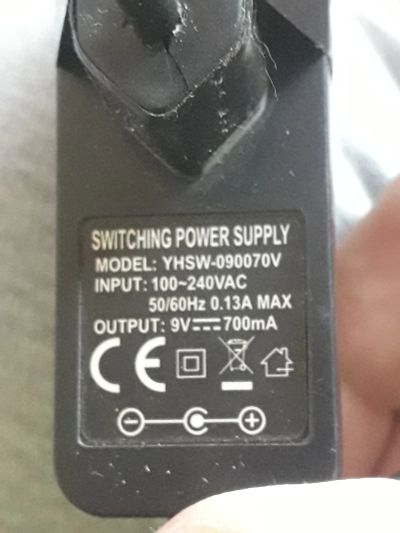 SWITCHING POWER SUPPLY
MODEL: YHSW-090070V
INPUT: 100~240VAC
50/60Hz 0.13A MAX
OUTPUT: 9V⎓700mA
CE